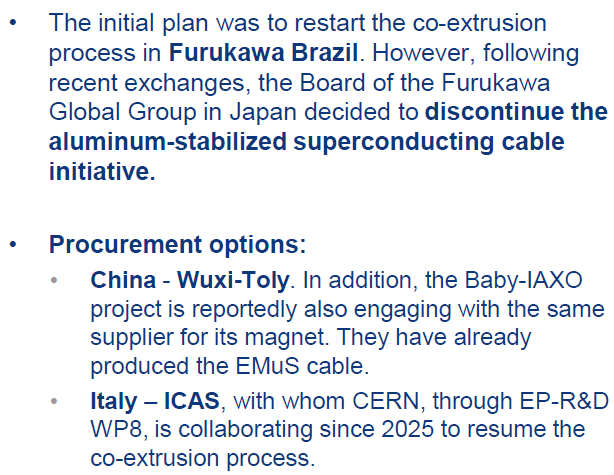 • The initial plan was to restart the co-extrusion
process in Furukawa Brazil. However, following
recent exchanges, the Board of the Furukawa
Global Group in Japan decided to discontinue the
aluminum-stabilized superconducting cable
initiative.
• Procurement options:
• China - Wuxi-Toly. In addition, the Baby-IAXO
project is reportedly also engaging with the same
supplier for its magnet. They have already
produced the EMuS cable.
• Italy – ICAS, with whom CERN, through EP-R&D
WP8, is collaborating since 2025 to resume the
co-extrusion process.